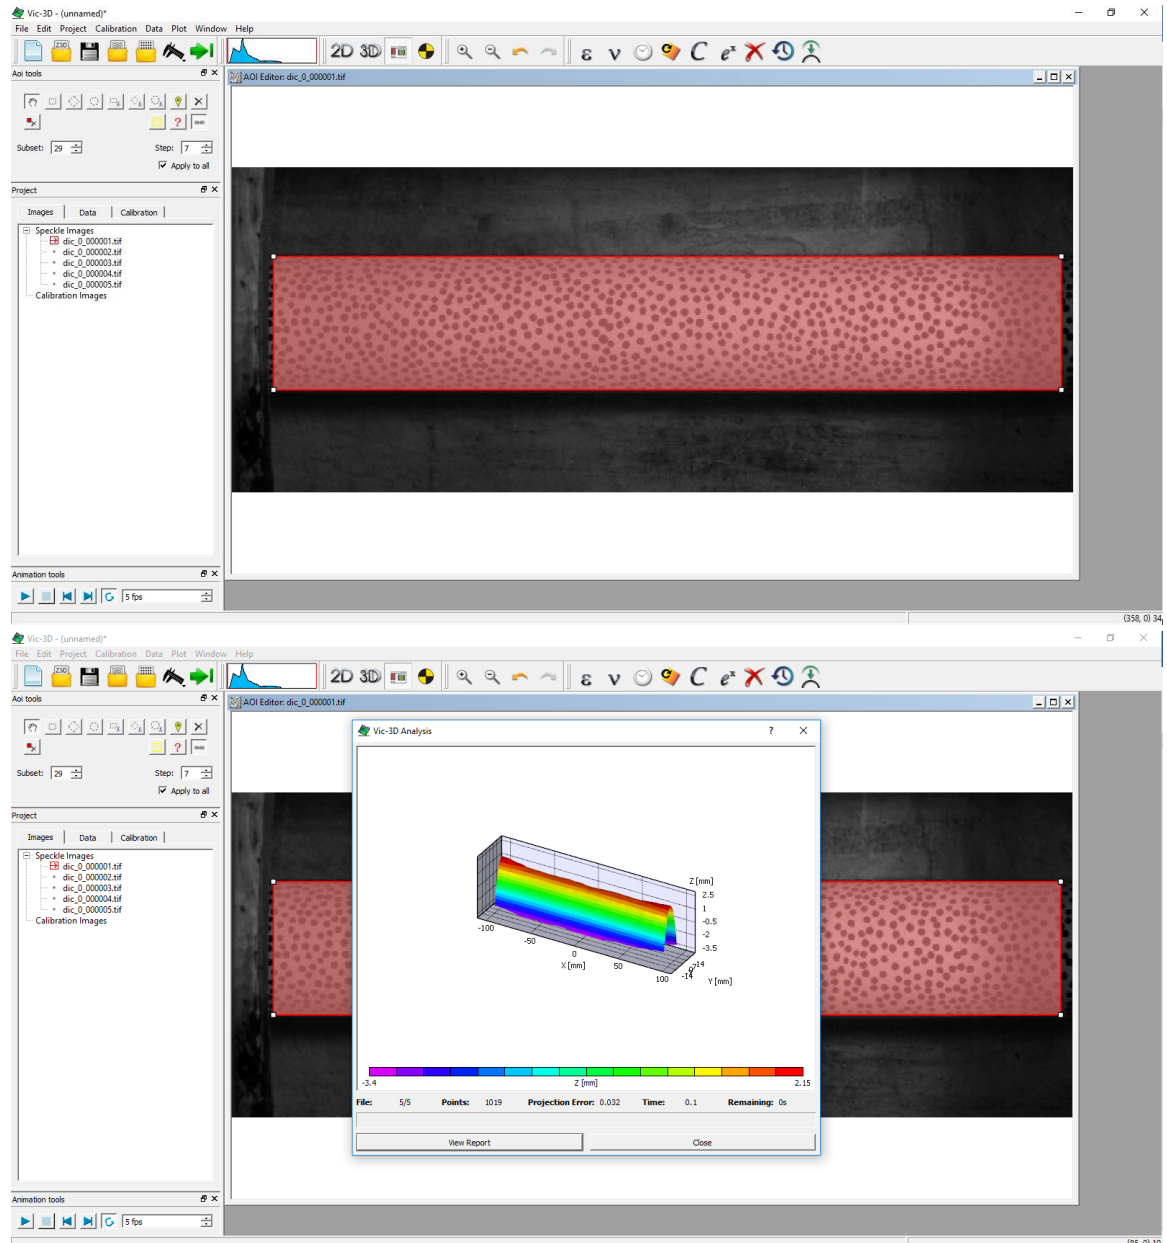 Vic-3D - (unnamed)*
File Edit Project Calibration Data Plot Window Help
Z3D 2D 3D ε ν C eˣ
Aoi tools
AOI Editor: dic_0_000001.tif
?
Subset: 29 Step: 7
Apply to all
Project
Images Data Calibration
Speckle Images
dic_0_000001.tif
dic_0_000002.tif
dic_0_000003.tif
dic_0_000004.tif
dic_0_000005.tif
Calibration Images
Animation tools
5 fps
(358, 0) 34
Vic-3D - (unnamed)*
File Edit Project Calibration Data Plot Window Help
Z3D 2D 3D ε ν C eˣ
Aoi tools
AOI Editor: dic_0_000001.tif
?
Subset: 29 Step: 7
Apply to all
Project
Images Data Calibration
Speckle Images
dic_0_000001.tif
dic_0_000002.tif
dic_0_000003.tif
dic_0_000004.tif
dic_0_000005.tif
Calibration Images
Vic-3D Analysis ?
Z [mm]
2.5
1
-0.5
-2
-3.5
-100
-50
0
50
100
X [mm]
14
-14
Y [mm]
-3.4 Z [mm] 2.15
File: 5/5 Points: 1019 Projection Error: 0.032 Time: 0.1 Remaining: 0s
View Report Close
Animation tools
5 fps